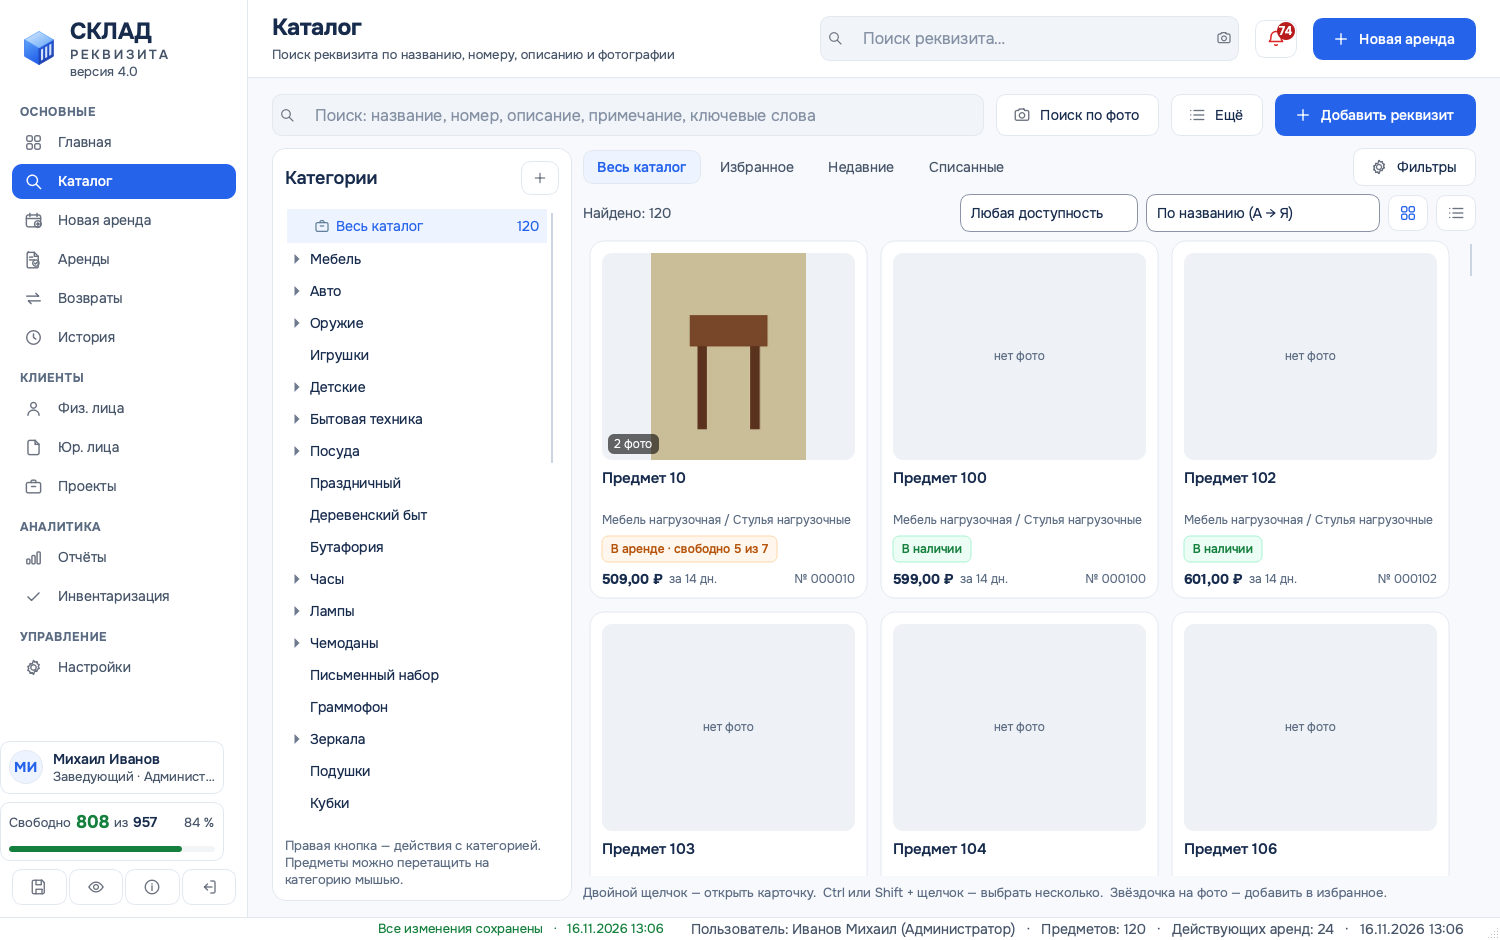 СКЛАД
РЕКВИЗИТА
версия 4.0
ОСНОВНЫЕ
Главная
Каталог
Новая аренда
Аренды
Возвраты
История
КЛИЕНТЫ
Физ. лица
Юр. лица
Проекты
АНАЛИТИКА
Отчёты
Инвентаризация
УПРАВЛЕНИЕ
Настройки
МИ
Михаил Иванов
Заведующий · Админист…
Свободно 808 из 957 84 %
Каталог
Поиск реквизита по названию, номеру, описанию и фотографии
Поиск реквизита…
74
Новая аренда
Поиск: название, номер, описание, примечание, ключевые слова
Поиск по фото
Ещё
Добавить реквизит
Категории
Весь каталог 120
Мебель
Авто
Оружие
Игрушки
Детские
Бытовая техника
Посуда
Праздничный
Деревенский быт
Бутафория
Часы
Лампы
Чемоданы
Письменный набор
Граммофон
Зеркала
Подушки
Кубки
Правая кнопка — действия с категорией.
Предметы можно перетащить на
категорию мышью.
Весь каталог Избранное Недавние Списанные
Фильтры
Найдено: 120
Любая доступность
По названию (А → Я)
2 фото
Предмет 10
Мебель нагрузочная / Стулья нагрузочные
В аренде · свободно 5 из 7
509,00 ₽ за 14 дн. № 000010
нет фото
Предмет 100
Мебель нагрузочная / Стулья нагрузочные
В наличии
599,00 ₽ за 14 дн. № 000100
нет фото
Предмет 102
Мебель нагрузочная / Стулья нагрузочные
В наличии
601,00 ₽ за 14 дн. № 000102
нет фото
Предмет 103
нет фото
Предмет 104
нет фото
Предмет 106
Двойной щелчок — открыть карточку. Ctrl или Shift + щелчок — выбрать несколько. Звёздочка на фото — добавить в избранное.
Все изменения сохранены · 16.11.2026 13:06 Пользователь: Иванов Михаил (Администратор) · Предметов: 120 · Действующих аренд: 24 · 16.11.2026 13:06